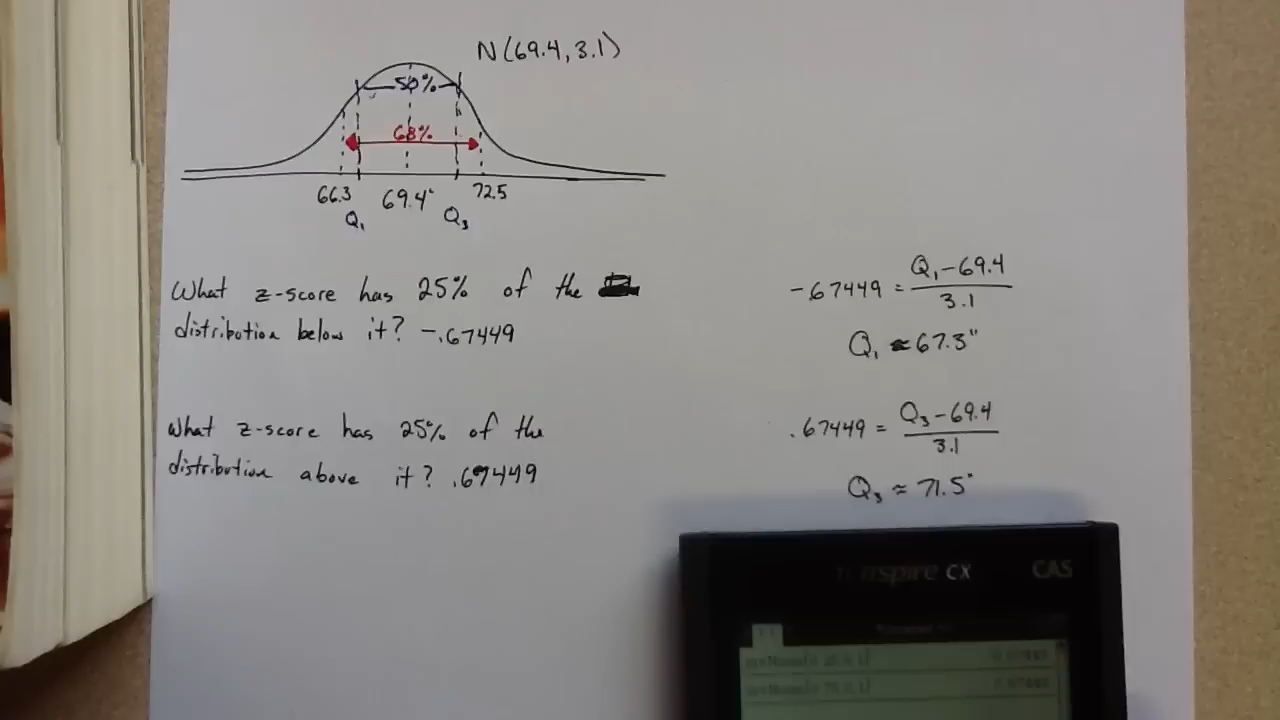 N(69.4, 3.1)
50%
68%
66.3 69.4" 72.5
Q₁ Q₃
What z-score has 25% of the
distribution below it? -.67449
What z-score has 25% of the
distribution above it? .67449
-.67449 = Q₁-69.4 / 3.1
Q₁ ≈ 67.3"
.67449 = Q₃-69.4 / 3.1
Q₃ ≈ 71.5"
nspire CX CAS